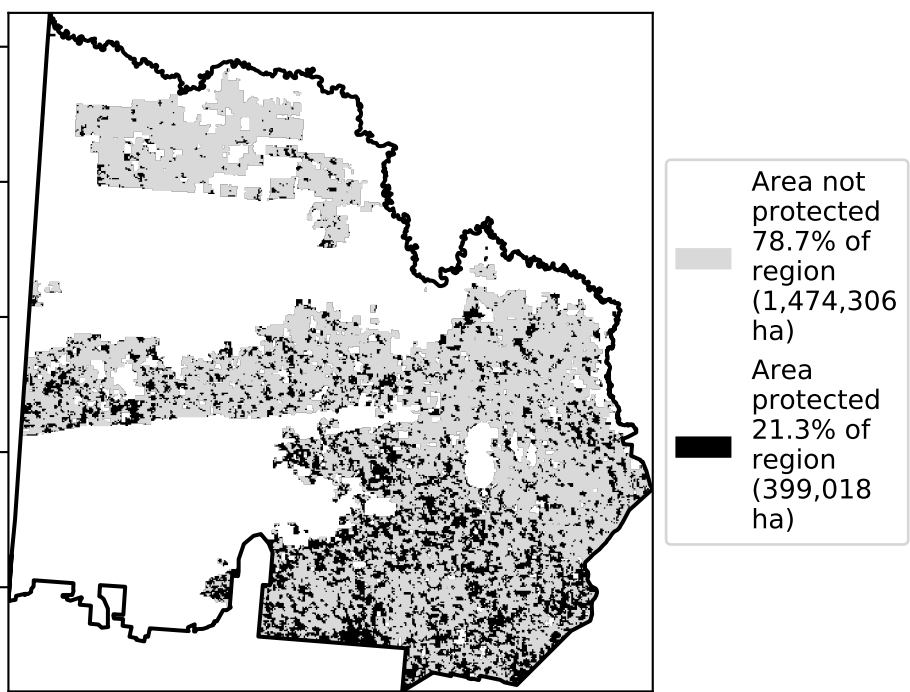 Area not
protected
78.7% of
region
(1,474,306
ha)
Area
protected
21.3% of
region
(399,018
ha)